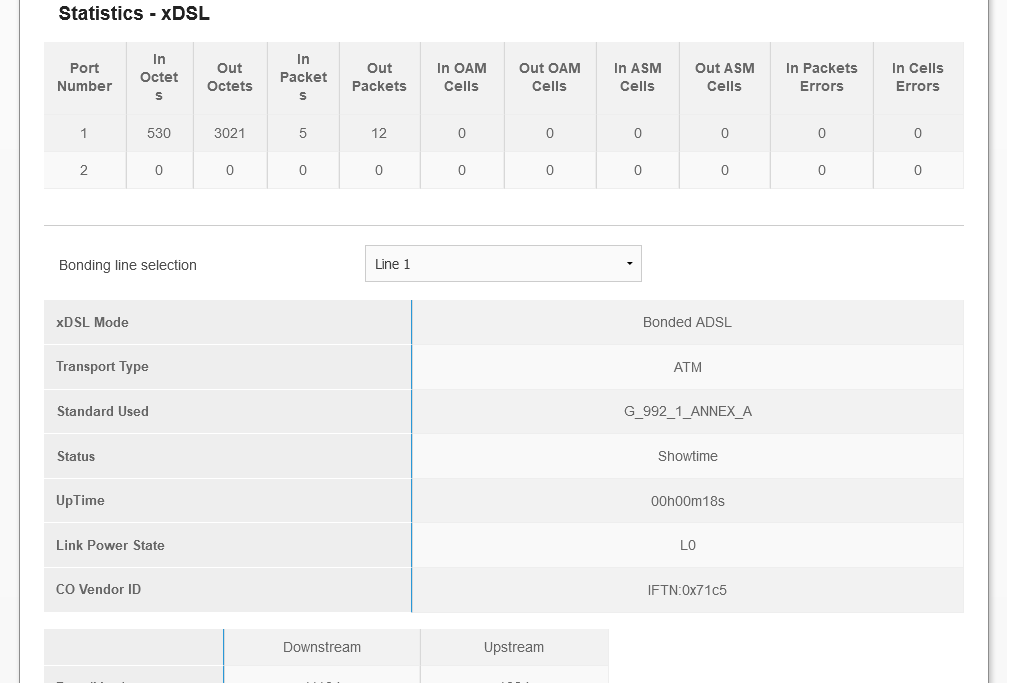 Statistics - xDSL
Port Number	In Octets	Out Octets	In Packets	Out Packets	In OAM Cells	Out OAM Cells	In ASM Cells	Out ASM Cells	In Packets Errors	In Cells Errors
1	530	3021	5	12	0	0	0	0	0	0
2	0	0	0	0	0	0	0	0	0	0
Bonding line selection	Line 1
xDSL Mode	Bonded ADSL
Transport Type	ATM
Standard Used	G_992_1_ANNEX_A
Status	Showtime
UpTime	00h00m18s
Link Power State	L0
CO Vendor ID	IFTN:0x71c5
Downstream	Upstream